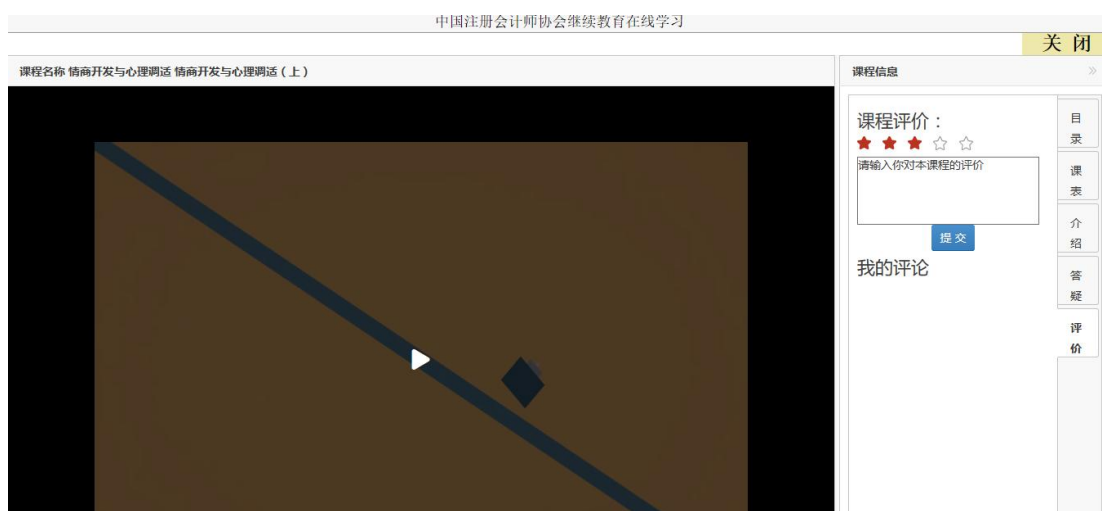 中国注册会计师协会继续教育在线学习
关 闭
课程名称 情商开发与心理调适 情商开发与心理调适（上）
课程信息
»
课程评价：
请输入你对本课程的评价
提交
我的评论
目录
课表
介绍
答疑
评价